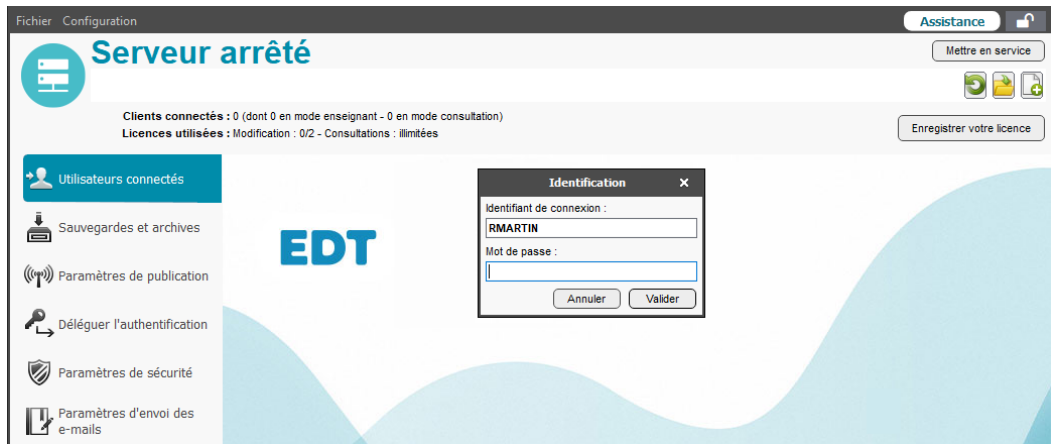 Fichier Configuration
Assistance
Serveur arrêté
Mettre en service
Clients connectés : 0 (dont 0 en mode enseignant - 0 en mode consultation)
Licences utilisées : Modification : 0/2 - Consultations : illimitées
Enregistrer votre licence
Utilisateurs connectés
Sauvegardes et archives
Paramètres de publication
Déléguer l'authentification
Paramètres de sécurité
Paramètres d'envoi des
e-mails
EDT
Identification
Identifiant de connexion :
RMARTIN
Mot de passe :
Annuler Valider